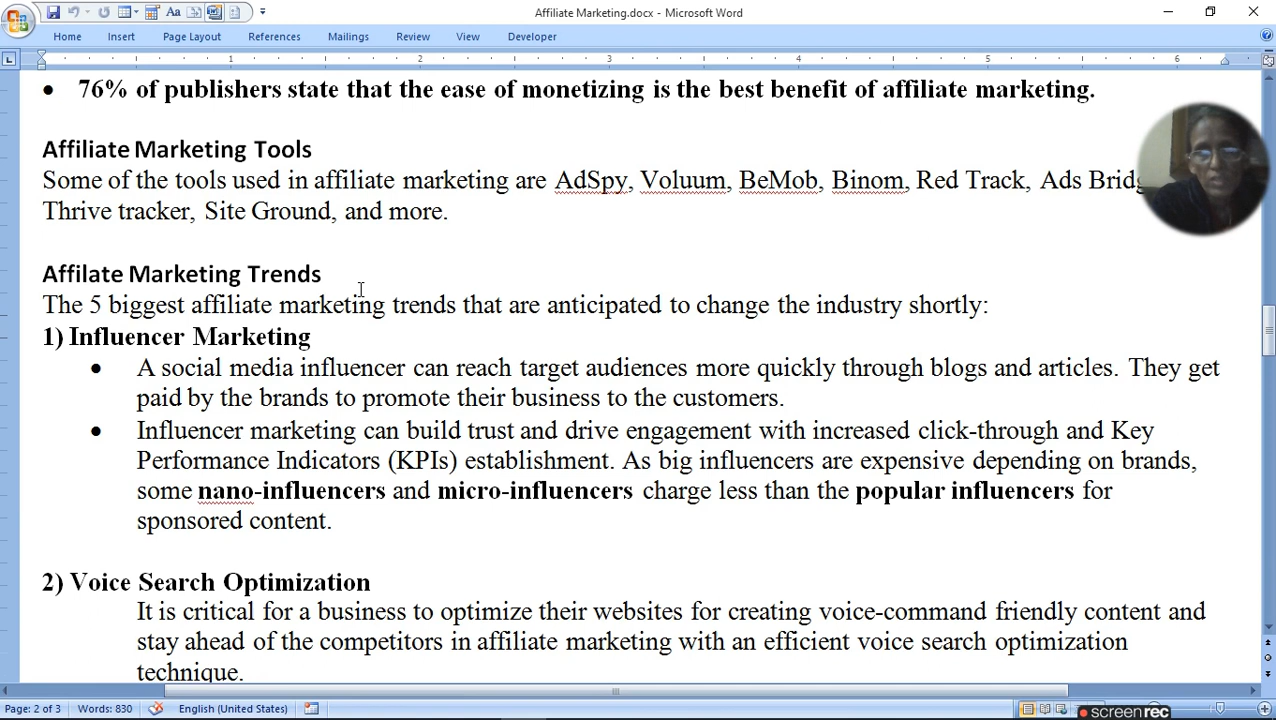 Affiliate Marketing.docx - Microsoft Word
Home Insert Page Layout References Mailings Review View Developer
1 2 3 4 5 6
• 76% of publishers state that the ease of monetizing is the best benefit of affiliate marketing.
Affiliate Marketing Tools
Some of the tools used in affiliate marketing are AdSpy, Voluum, BeMob, Binom, Red Track, Ads
Thrive tracker, Site Ground, and more.
Affilate Marketing Trends
The 5 biggest affiliate marketing trends that are anticipated to change the industry shortly:
1) Influencer Marketing
• A social media influencer can reach target audiences more quickly through blogs and articles. They get
paid by the brands to promote their business to the customers.
• Influencer marketing can build trust and drive engagement with increased click-through and Key
Performance Indicators (KPIs) establishment. As big influencers are expensive depending on brands,
some nano-influencers and micro-influencers charge less than the popular influencers for
sponsored content.
2) Voice Search Optimization
It is critical for a business to optimize their websites for creating voice-command friendly content and
stay ahead of the competitors in affiliate marketing with an efficient voice search optimization
technique.
Page: 2 of 3 Words: 830 English (United States)
screenrec